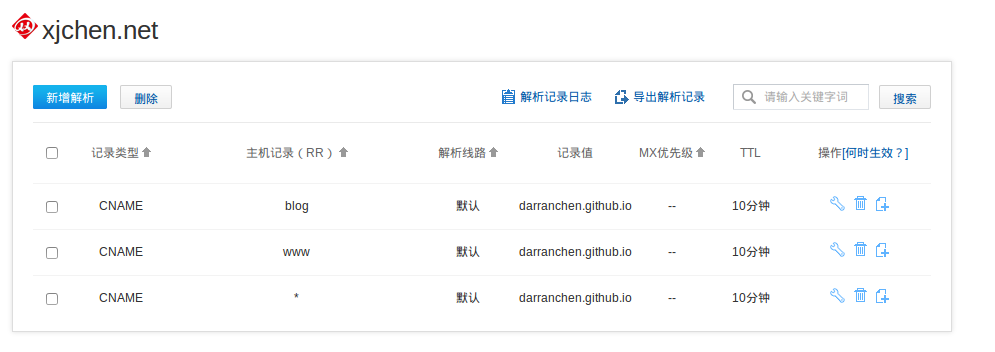 xjchen.net
新增解析 删除 解析记录日志 导出解析记录 请输入关键字词 搜索
记录类型 主机记录（RR） 解析线路 记录值 MX优先级 TTL 操作[何时生效？]
CNAME blog 默认 darranchen.github.io -- 10分钟
CNAME www 默认 darranchen.github.io -- 10分钟
CNAME * 默认 darranchen.github.io -- 10分钟